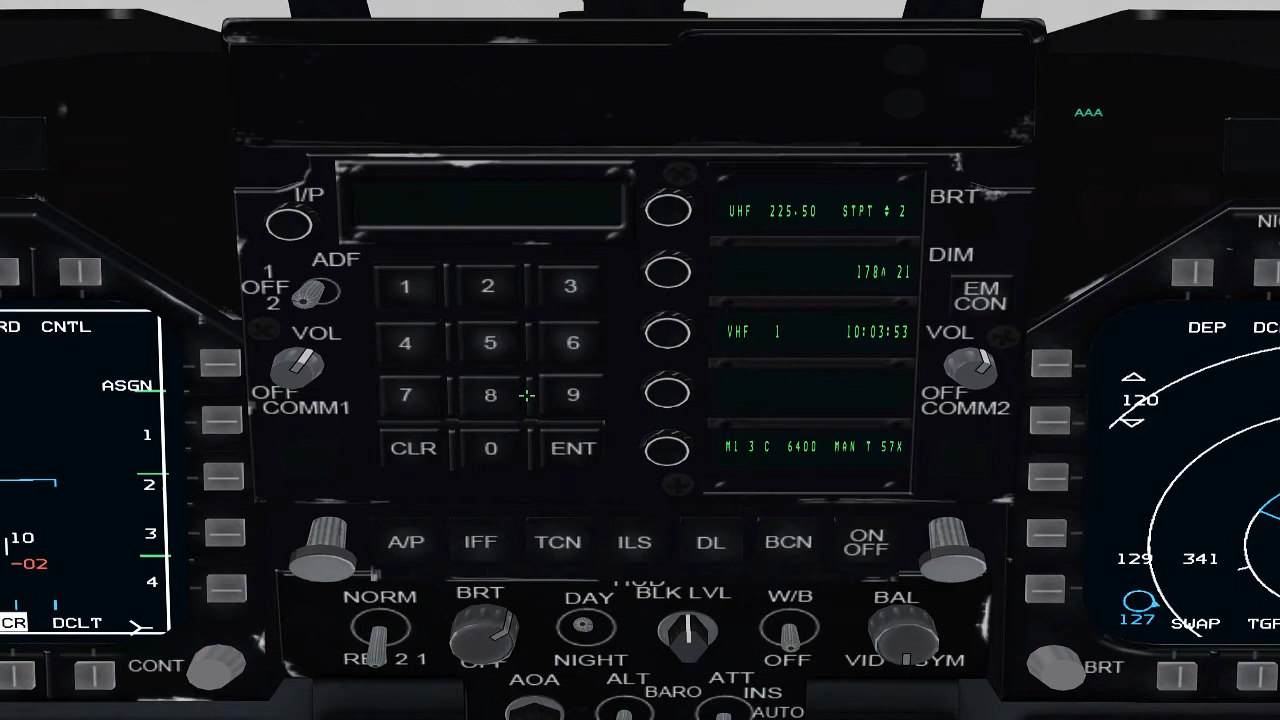 AAA
I/P
UHF 225.50 STPT 2
BRT
ADF
1
OFF
2
178 21
DIM
EM
CON
1 2 3
VOL
VHF 1 10:03:53
VOL
4 5 6
OFF
COMM1
7 8 9
OFF
COMM2
CLR 0 ENT
M1 3 C 6400 MAN T 57X
A/P IFF TCN ILS DL BCN ON
OFF
CNTL
ASGN
1
2
3
4
10
-02
CR DCLT
CONT
NORM BRT DAY BLK LVL W/B BAL
2 1 NIGHT OFF VID
AOA ALT ATT
BARO INS
AUTO
DEP
120
129 341
127 SWAP
BRT